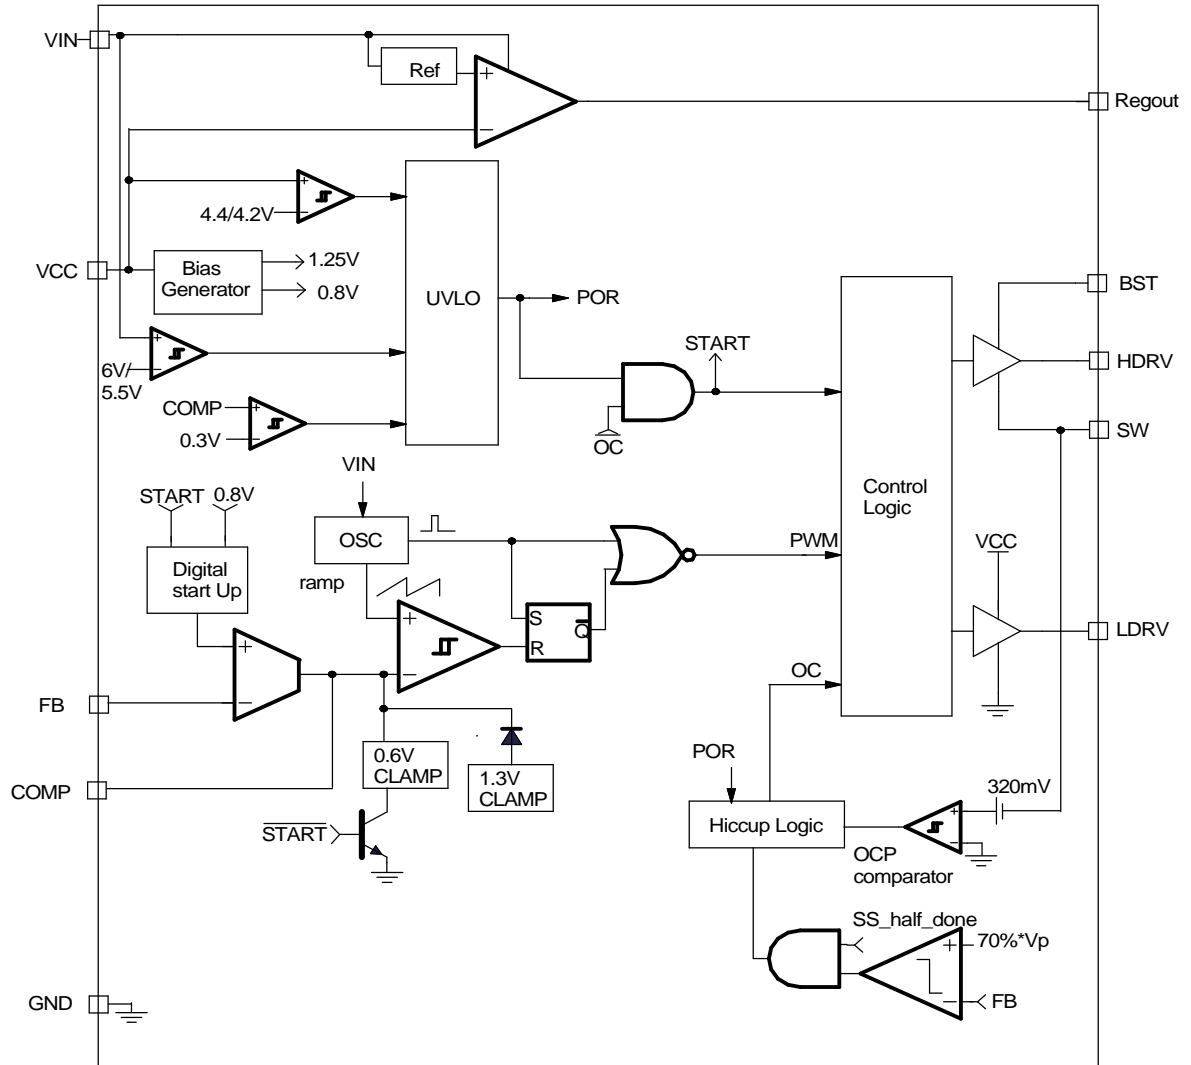 VIN
Ref
+
−
Regout
+
−
4.4/4.2V
VCC
Bias
Generator
1.25V
0.8V
UVLO
POR
BST
START
HDRV
+
−
6V/
5.5V
COMP
+
0.3V
−
OC
SW
VIN
START
0.8V
Control
Logic
OSC
PWM
VCC
Digital
start Up
ramp
+
S
Q
R
−
LDRV
+
−
OC
FB
0.6V
CLAMP
POR
1.3V
CLAMP
COMP
320mV
START
Hiccup Logic
+
−
OCP
comparator
SS_half_done
+
70%*Vp
−
FB
GND